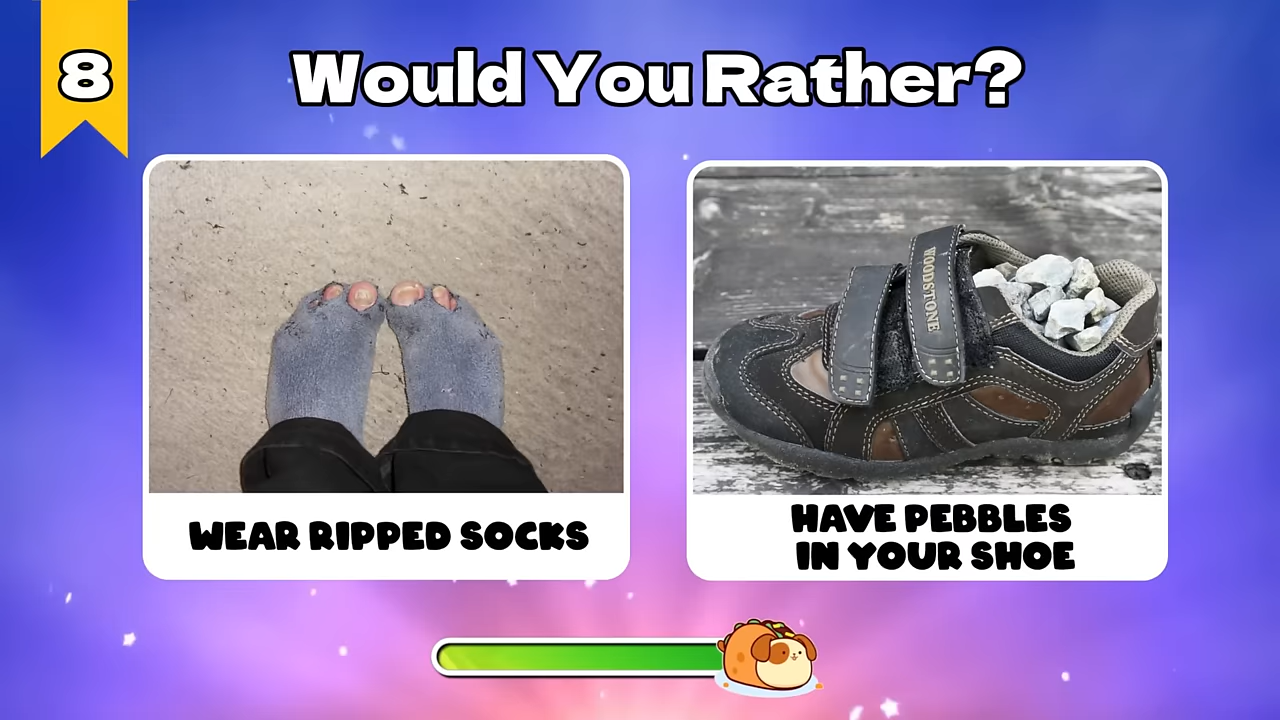 8
Would You Rather?
WOODSTONE
WEAR RIPPED SOCKS
HAVE PEBBLES
IN YOUR SHOE